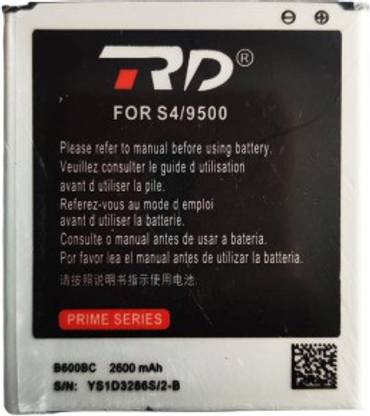 RD®
FOR S4/9500
Please refer to manual before using battery.
Veuillez consulter le guide d utilisation
avant d utiliser la pile.
Referez-vous au mode d emploi
avant d utiliser la batterie.
Consulte o manual antes de usar a bateria.
Por favor lea el manual antes de utilizar la bateria.
请按照说明书指示使用电池.
PRIME SERIES
B600BC 2600 mAh
S/N: YS1D3286S/2-B